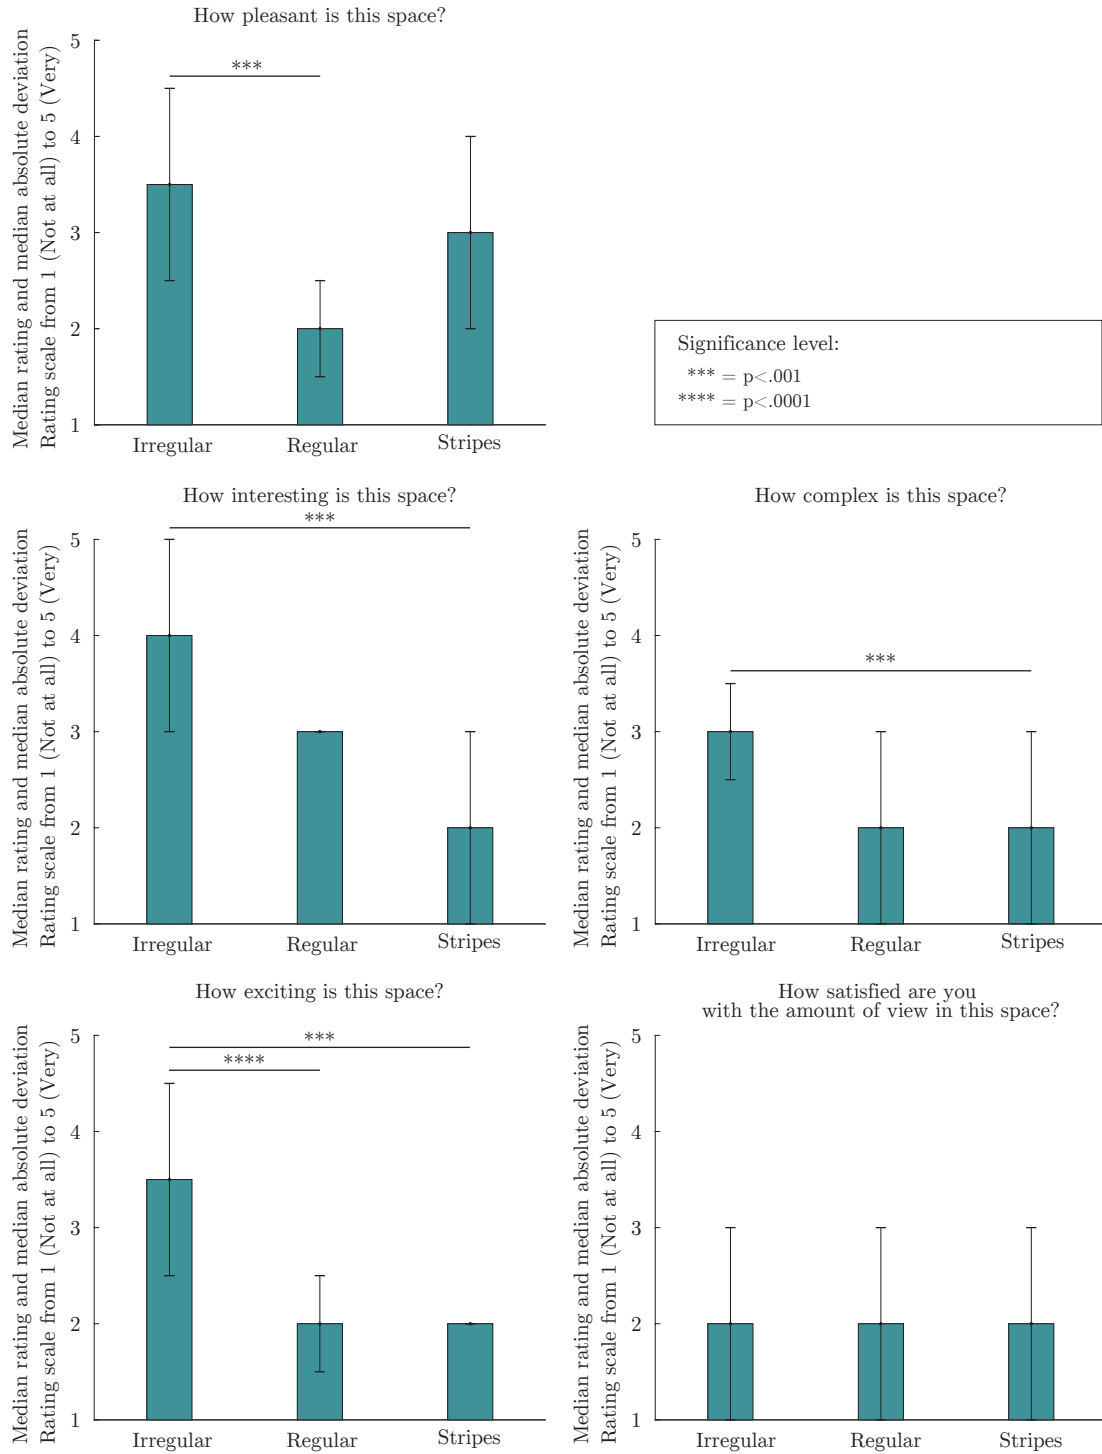 How pleasant is this space?
Median rating and median absolute deviation
Rating scale from 1 (Not at all) to 5 (Very)
5
4
3
2
1
***
Irregular
Regular
Stripes
Significance level:
*** = p<.001
**** = p<.0001
How interesting is this space?
Median rating and median absolute deviation
Rating scale from 1 (Not at all) to 5 (Very)
5
4
3
2
1
***
Irregular
Regular
Stripes
How complex is this space?
Median rating and median absolute deviation
Rating scale from 1 (Not at all) to 5 (Very)
5
4
3
2
1
***
Irregular
Regular
Stripes
How exciting is this space?
Median rating and median absolute deviation
Rating scale from 1 (Not at all) to 5 (Very)
5
4
3
2
1
***
****
Irregular
Regular
Stripes
How satisfied are you
with the amount of view in this space?
Median rating and median absolute deviation
Rating scale from 1 (Not at all) to 5 (Very)
5
4
3
2
1
Irregular
Regular
Stripes